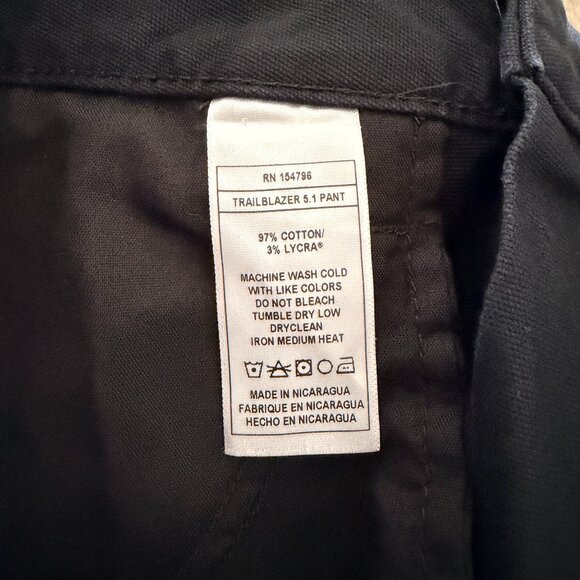 RN 154796
TRAILBLAZER 5.1 PANT
97% COTTON/
3% LYCRA®
MACHINE WASH COLD
WITH LIKE COLORS
DO NOT BLEACH
TUMBLE DRY LOW
DRYCLEAN
IRON MEDIUM HEAT
MADE IN NICARAGUA
FABRIQUE EN NICARAGUA
HECHO EN NICARAGUA